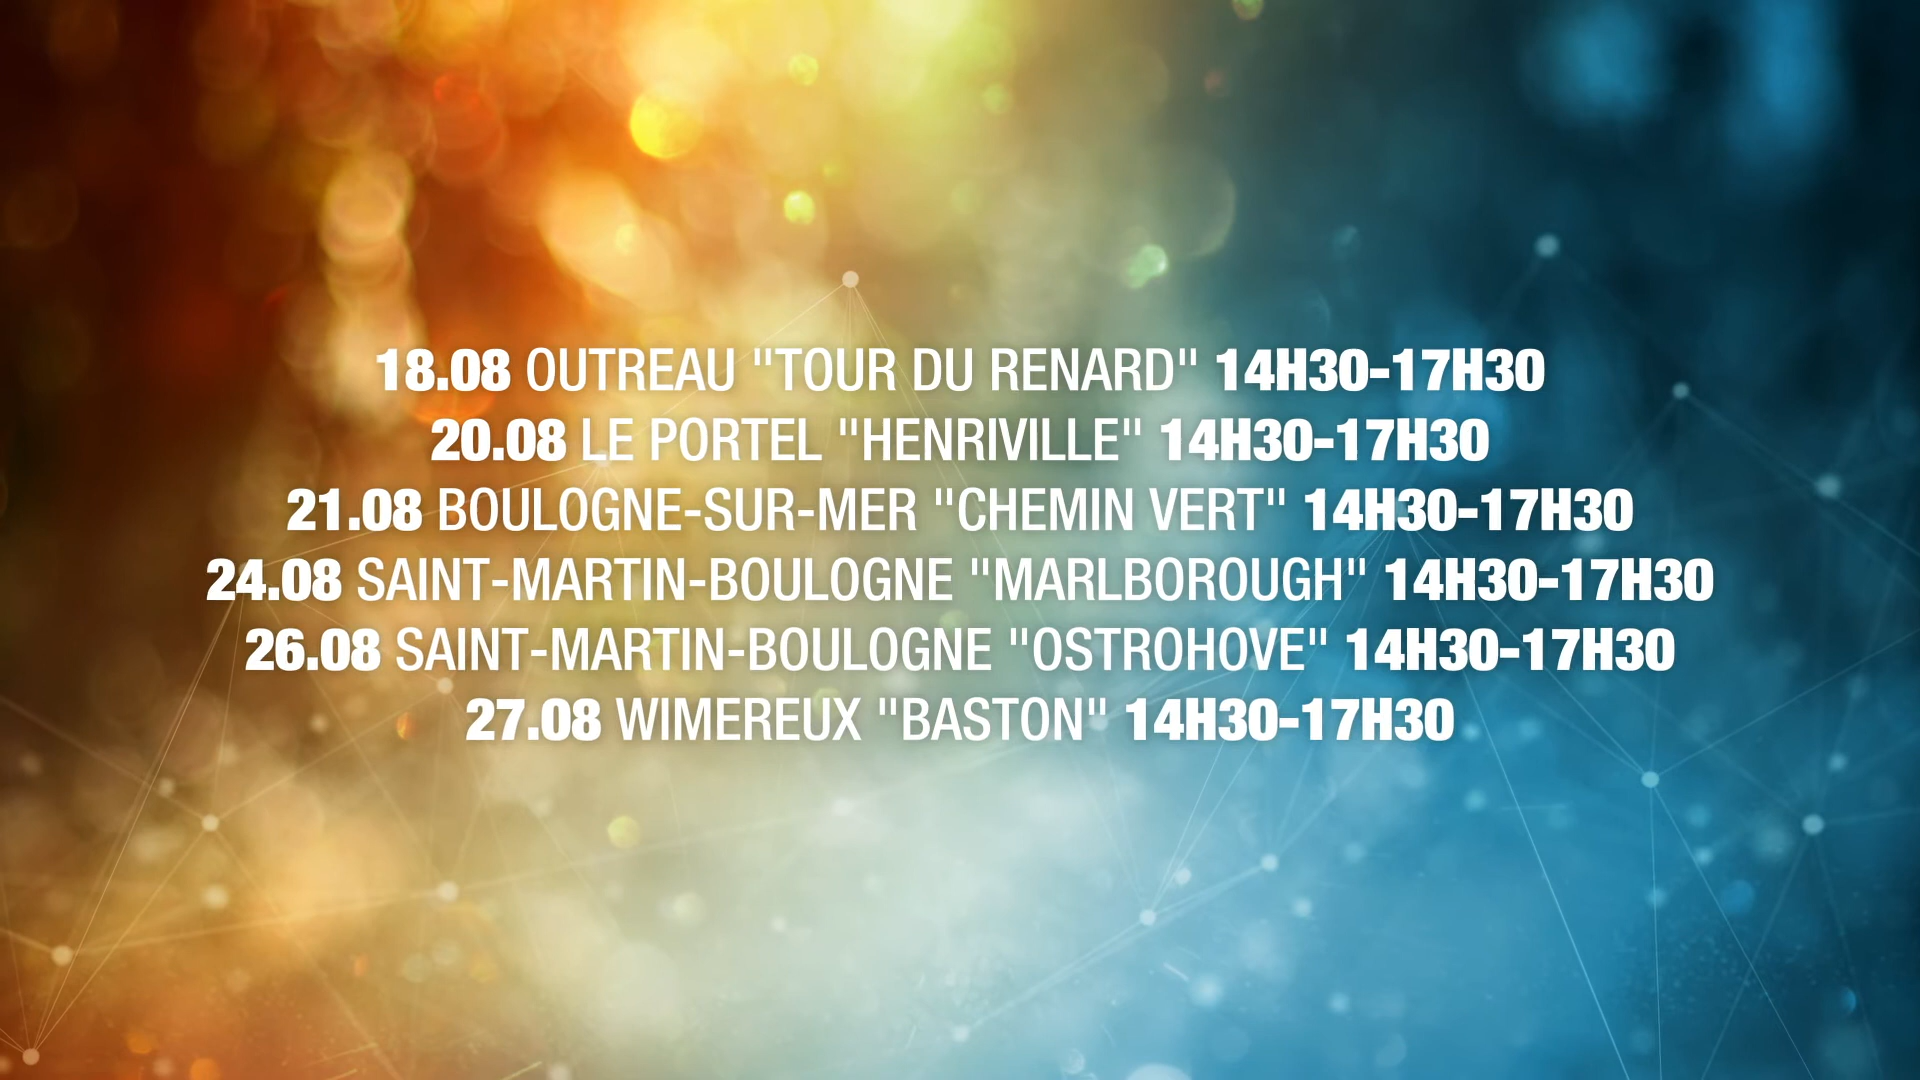 18.08 OUTREAU "TOUR DU RENARD" 14H30-17H30
20.08 LE PORTEL "HENRIVILLE" 14H30-17H30
21.08 BOULOGNE-SUR-MER "CHEMIN VERT" 14H30-17H30
24.08 SAINT-MARTIN-BOULOGNE "MARLBOROUGH" 14H30-17H30
26.08 SAINT-MARTIN-BOULOGNE "OSTROHOVE" 14H30-17H30
27.08 WIMEREUX "BASTON" 14H30-17H30